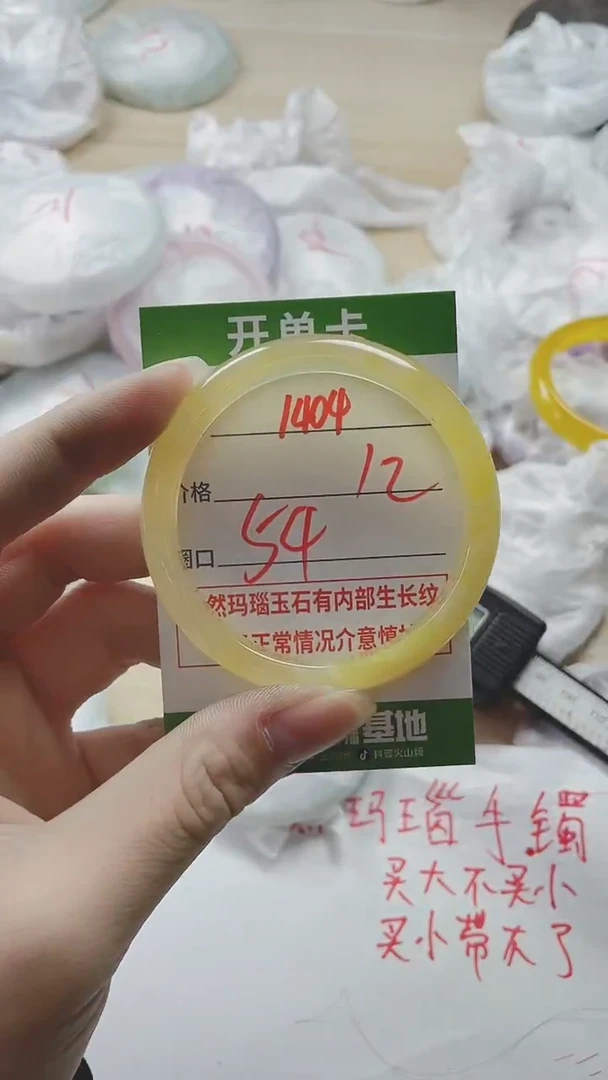 开单卡
1404
价格 12
圈口 54
然玛瑙玉石有内部生长纹
正常情况介意慎拍
基地
抖音火山版
玛瑙手镯
买大不买小
买小带不了